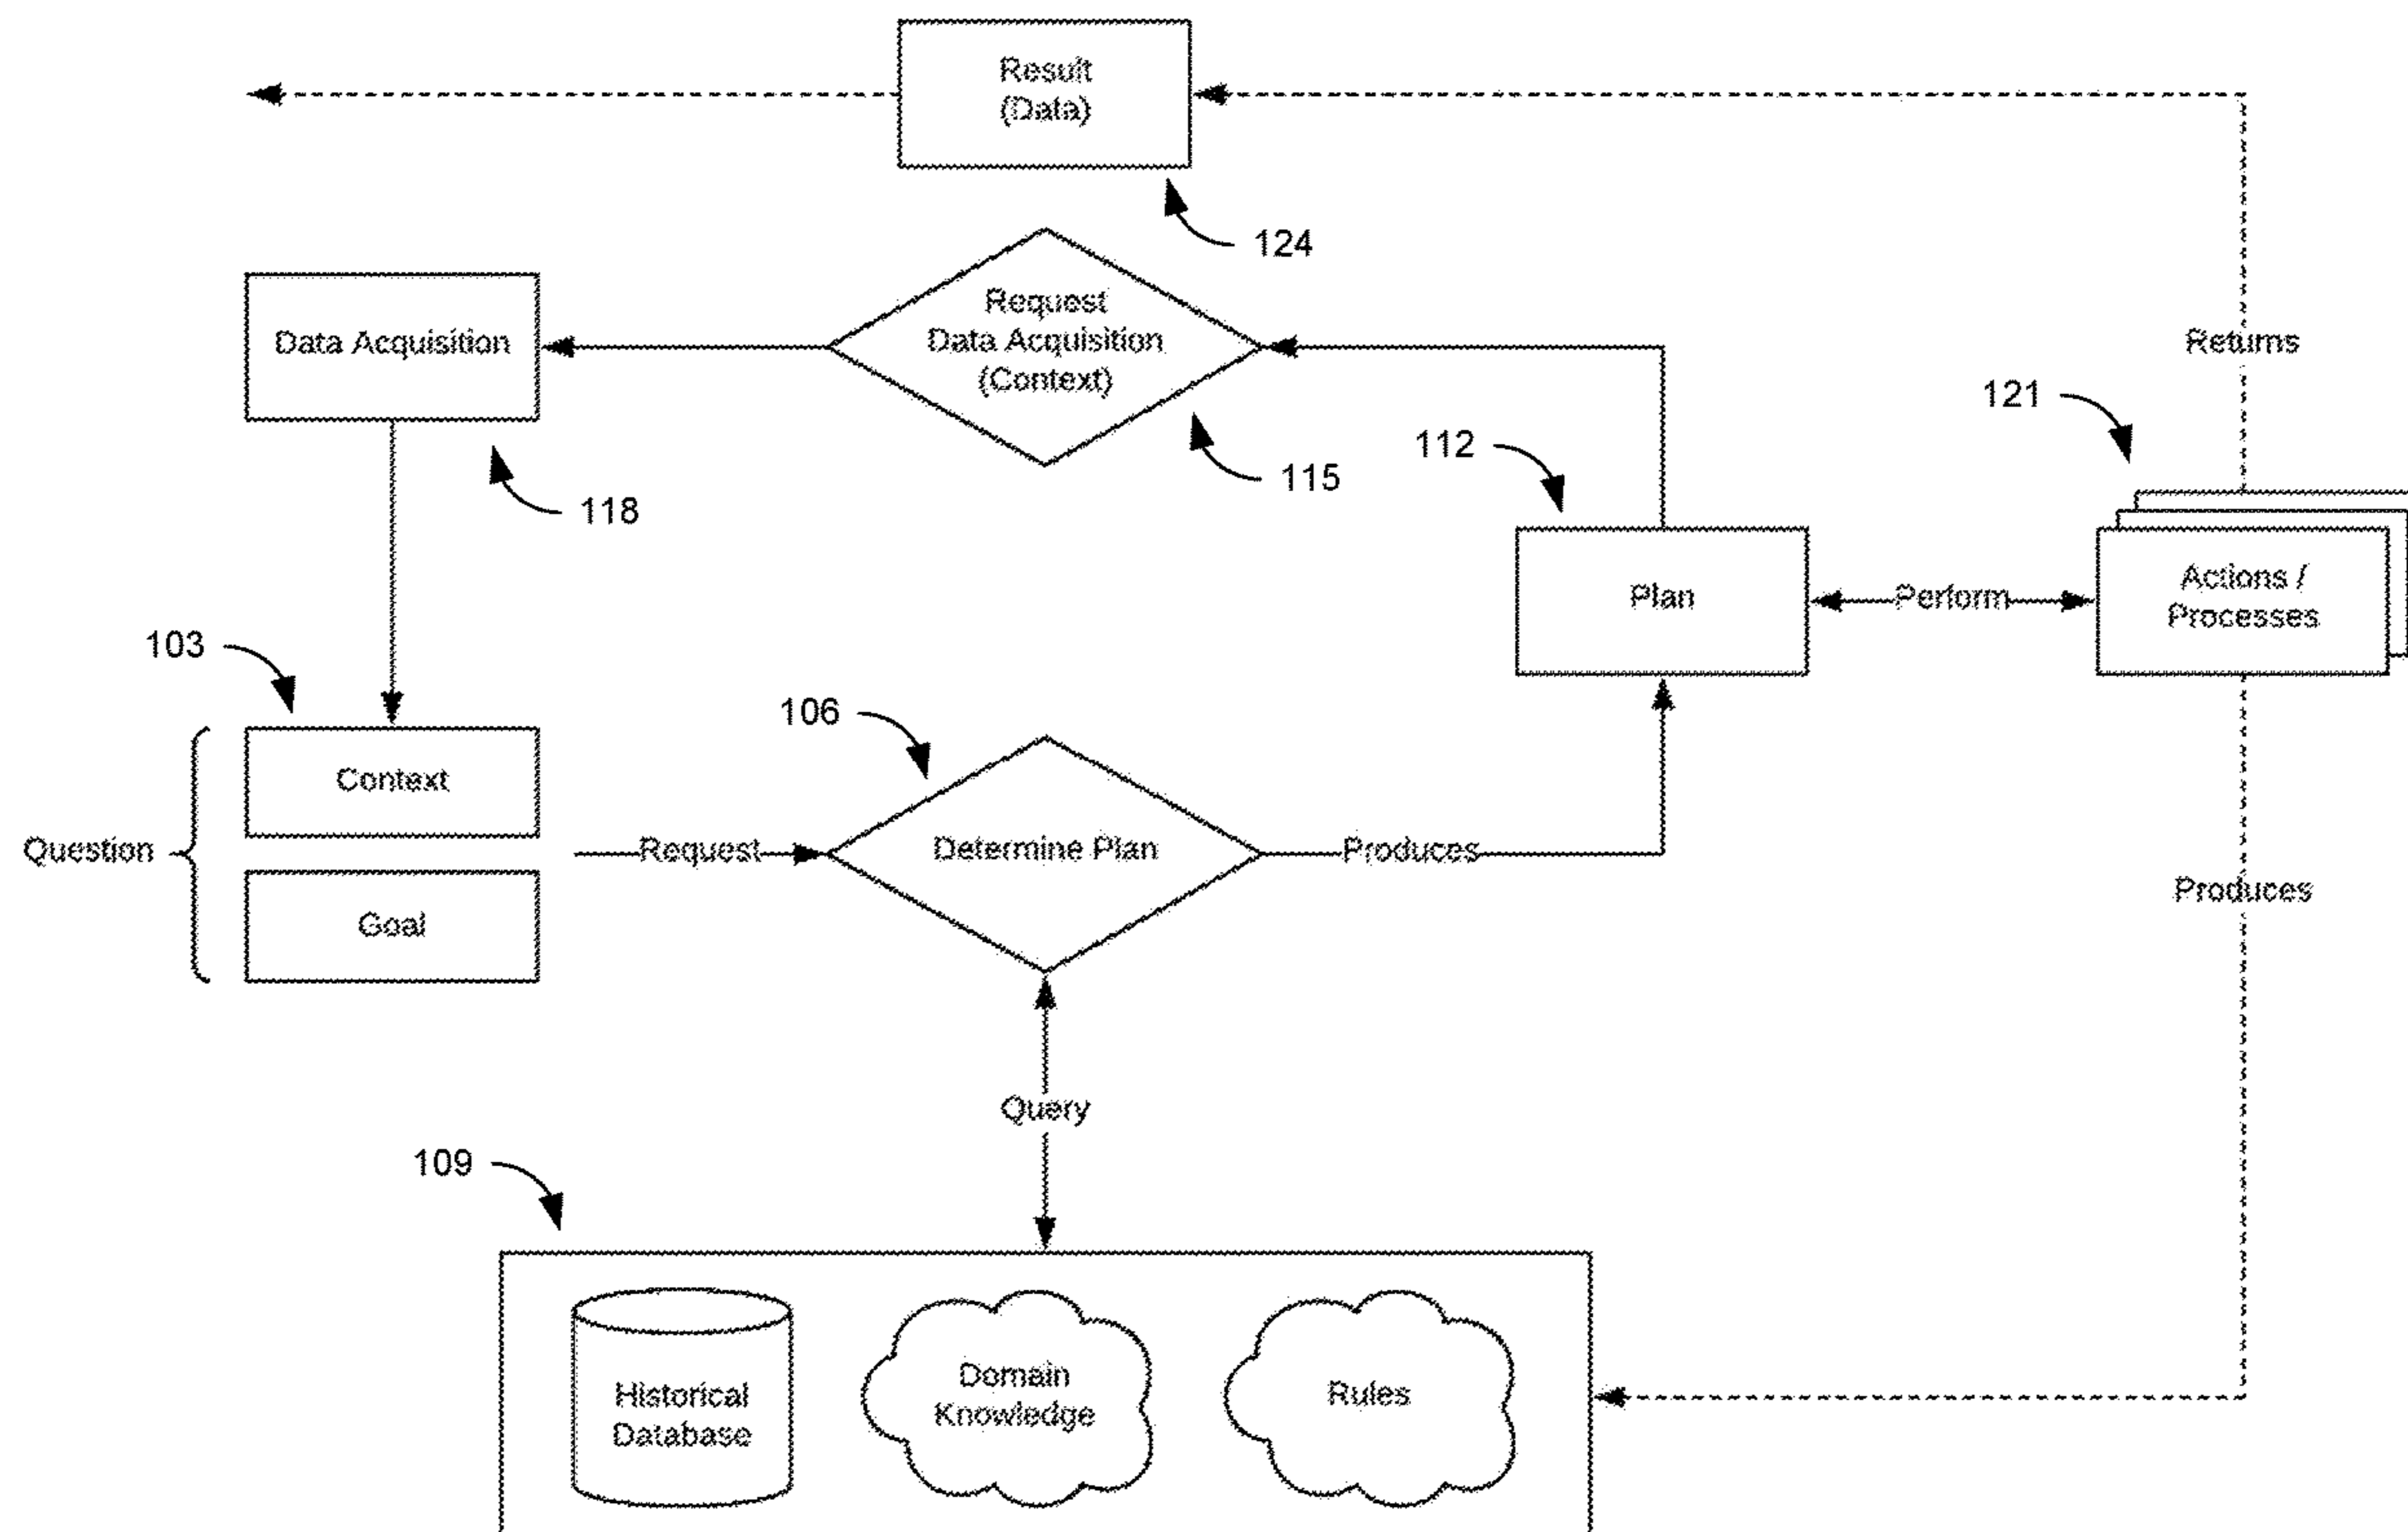 Result
(Data)
124
Request
Data Acquisition
(Context)
115
Data Acquisition
118
Returns
121
112
Plan
Perform
Actions /
Processes
103
Context
Question
Goal
Request
106
Determine Plan
Produces
Produces
Query
109
Historical
Database
Domain
Knowledge
Rules